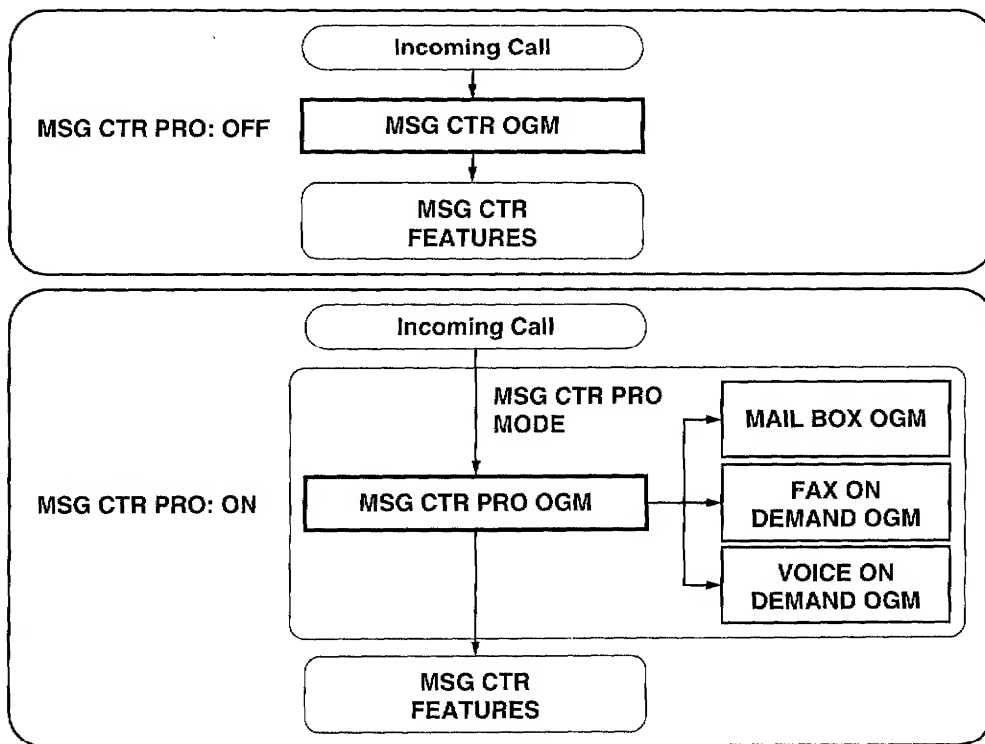 Incoming Call
MSG CTR PRO: OFF
MSG CTR OGM
MSG CTR
FEATURES
Incoming Call
MSG CTR PRO
MODE
MSG CTR PRO: ON
MSG CTR PRO OGM
MAIL BOX OGM
FAX ON
DEMAND OGM
VOICE ON
DEMAND OGM
MSG CTR
FEATURES